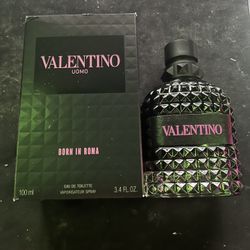 VALENTINO
UOMO
BORN IN ROMA
EAU DE TOILETTE
VAPORISATEUR SPRAY
100 ml
3.4 FL.OZ.
VALENTINO